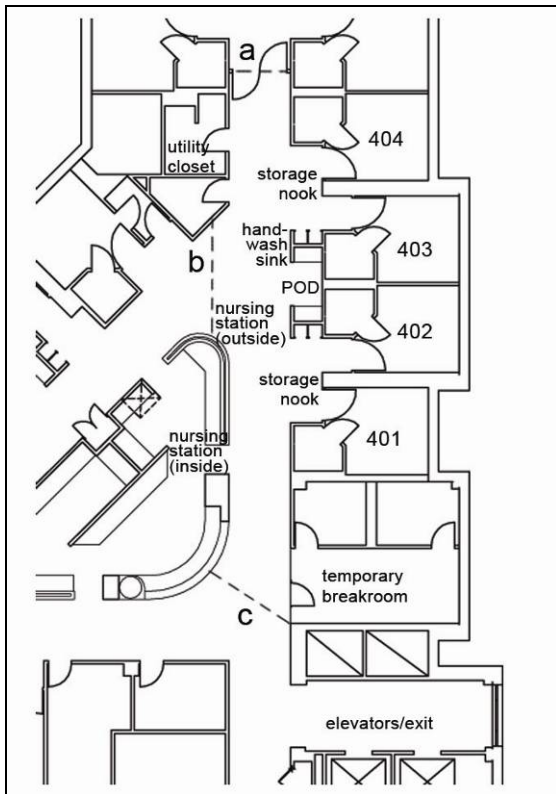 a
404
utility
closet
storage
nook
hand-
wash
sink
403
b
POD
nursing
station
(outside)
402
storage
nook
401
nursing
station
(inside)
temporary
breakroom
c
elevators/exit